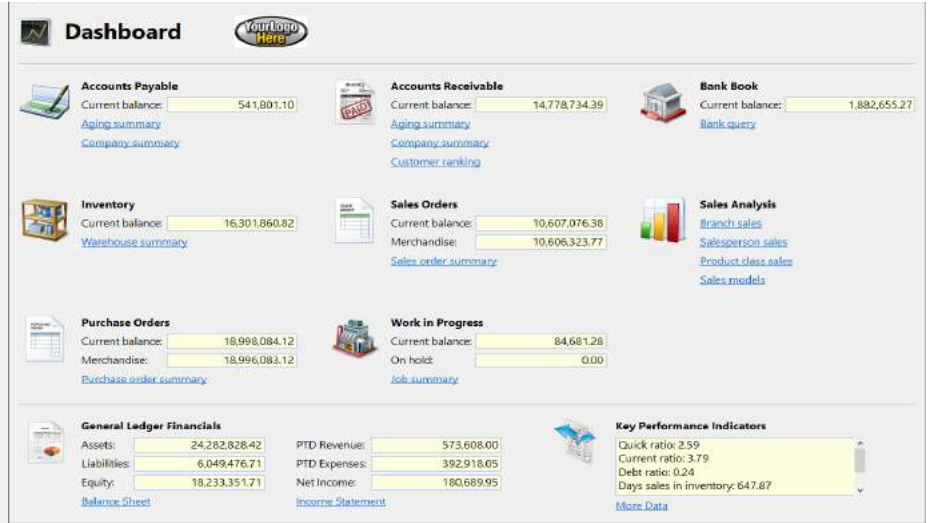 Dashboard
YourLogo
Here
Accounts Payable
Current balance: 541,801.10
Aging summary
Company summary
Accounts Receivable
Current balance: 14,778,734.39
Aging summary
Company summary
Customer ranking
PAID
Bank Book
Current balance: 1,882,655.27
Bank query
Inventory
Current balance: 16,301,860.82
Warehouse summary
Sales Orders
Current balance: 10,607,076.38
Merchandise: 10,606,323.77
Sales order summary
Sales Analysis
Branch sales
Salesperson sales
Product class sales
Sales models
Purchase Orders
Current balance: 18,998,084.12
Merchandise: 18,996,083.12
Purchase order summary
Work in Progress
Current balance: 84,681.28
On hold: 0.00
Job summary
General Ledger Financials
Assets: 24,282,828.42
Liabilities: 6,049,476.71
Equity: 18,233,351.71
Balance Sheet
PTD Revenue: 573,608.00
PTD Expenses: 392,918.05
Net Income: 180,689.95
Income Statement
Key Performance Indicators
Quick ratio: 2.59
Current ratio: 3.79
Debt ratio: 0.24
Days sales in inventory: 647.87
More Data